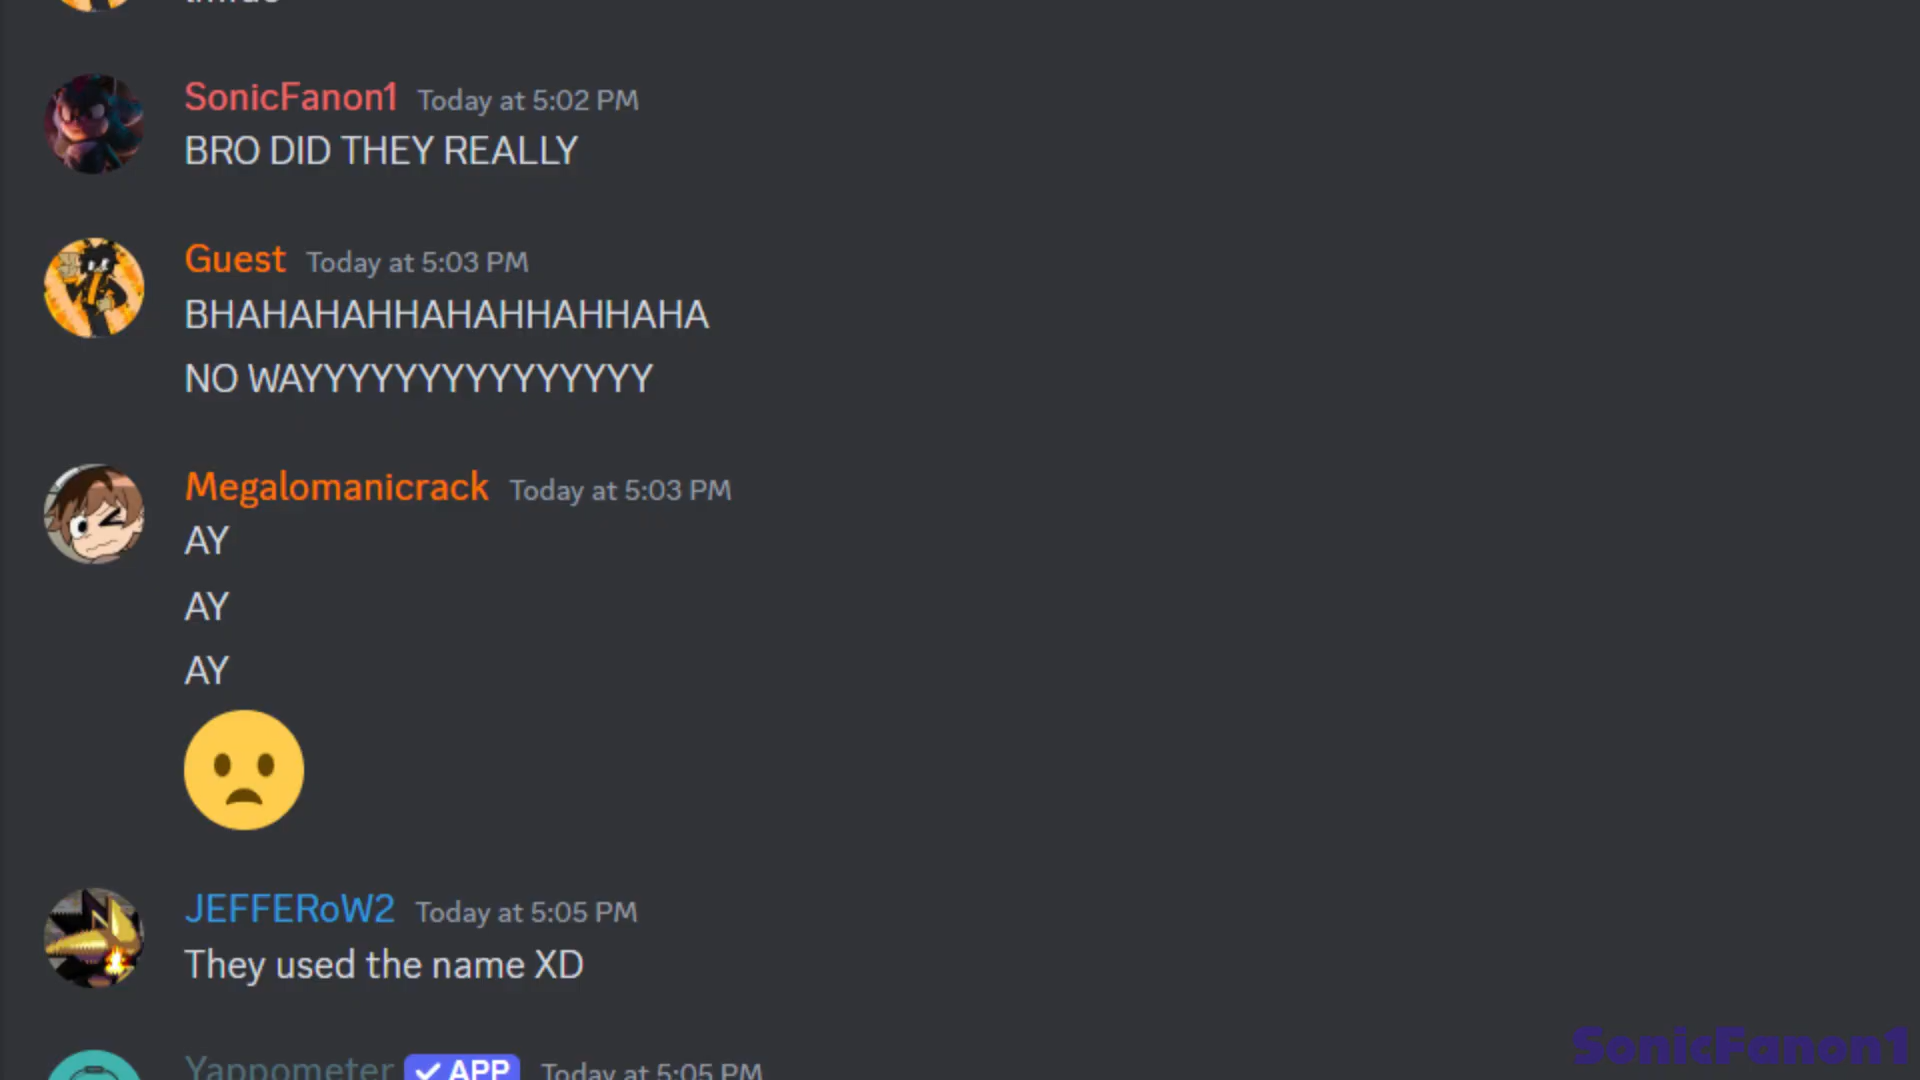 SonicFanon1 Today at 5:02 PM
BRO DID THEY REALLY
Guest Today at 5:03 PM
BHAHAHAHHAHAHHAHHAHA
NO WAYYYYYYYYYYYYYYY
Megalomanicrack Today at 5:03 PM
AY
AY
AY
JEFFERoW2 Today at 5:05 PM
They used the name XD
Yappometer APP Today at 5:05 PM
SonicFanon1